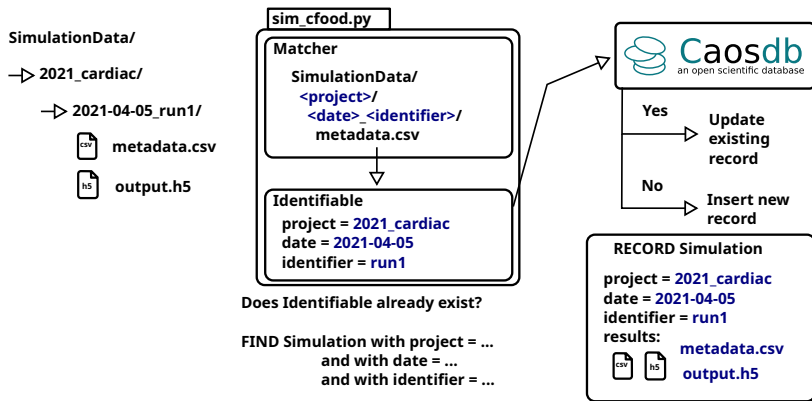 SimulationData/
2021_cardiac/
2021-04-05_run1/
csv
metadata.csv
h5
output.h5
sim_cfood.py
Matcher
SimulationData/
<project>/
<date>_<identifier>/
metadata.csv
Identifiable
project = 2021_cardiac
date = 2021-04-05
identifier = run1
Does Identifiable already exist?
FIND Simulation with project = ...
and with date = ...
and with identifier = ...
Caosdb
an open scientific database
Yes
Update
existing
record
No
Insert new
record
RECORD Simulation
project = 2021_cardiac
date = 2021-04-05
identifier = run1
results:
csv
h5
metadata.csv
output.h5